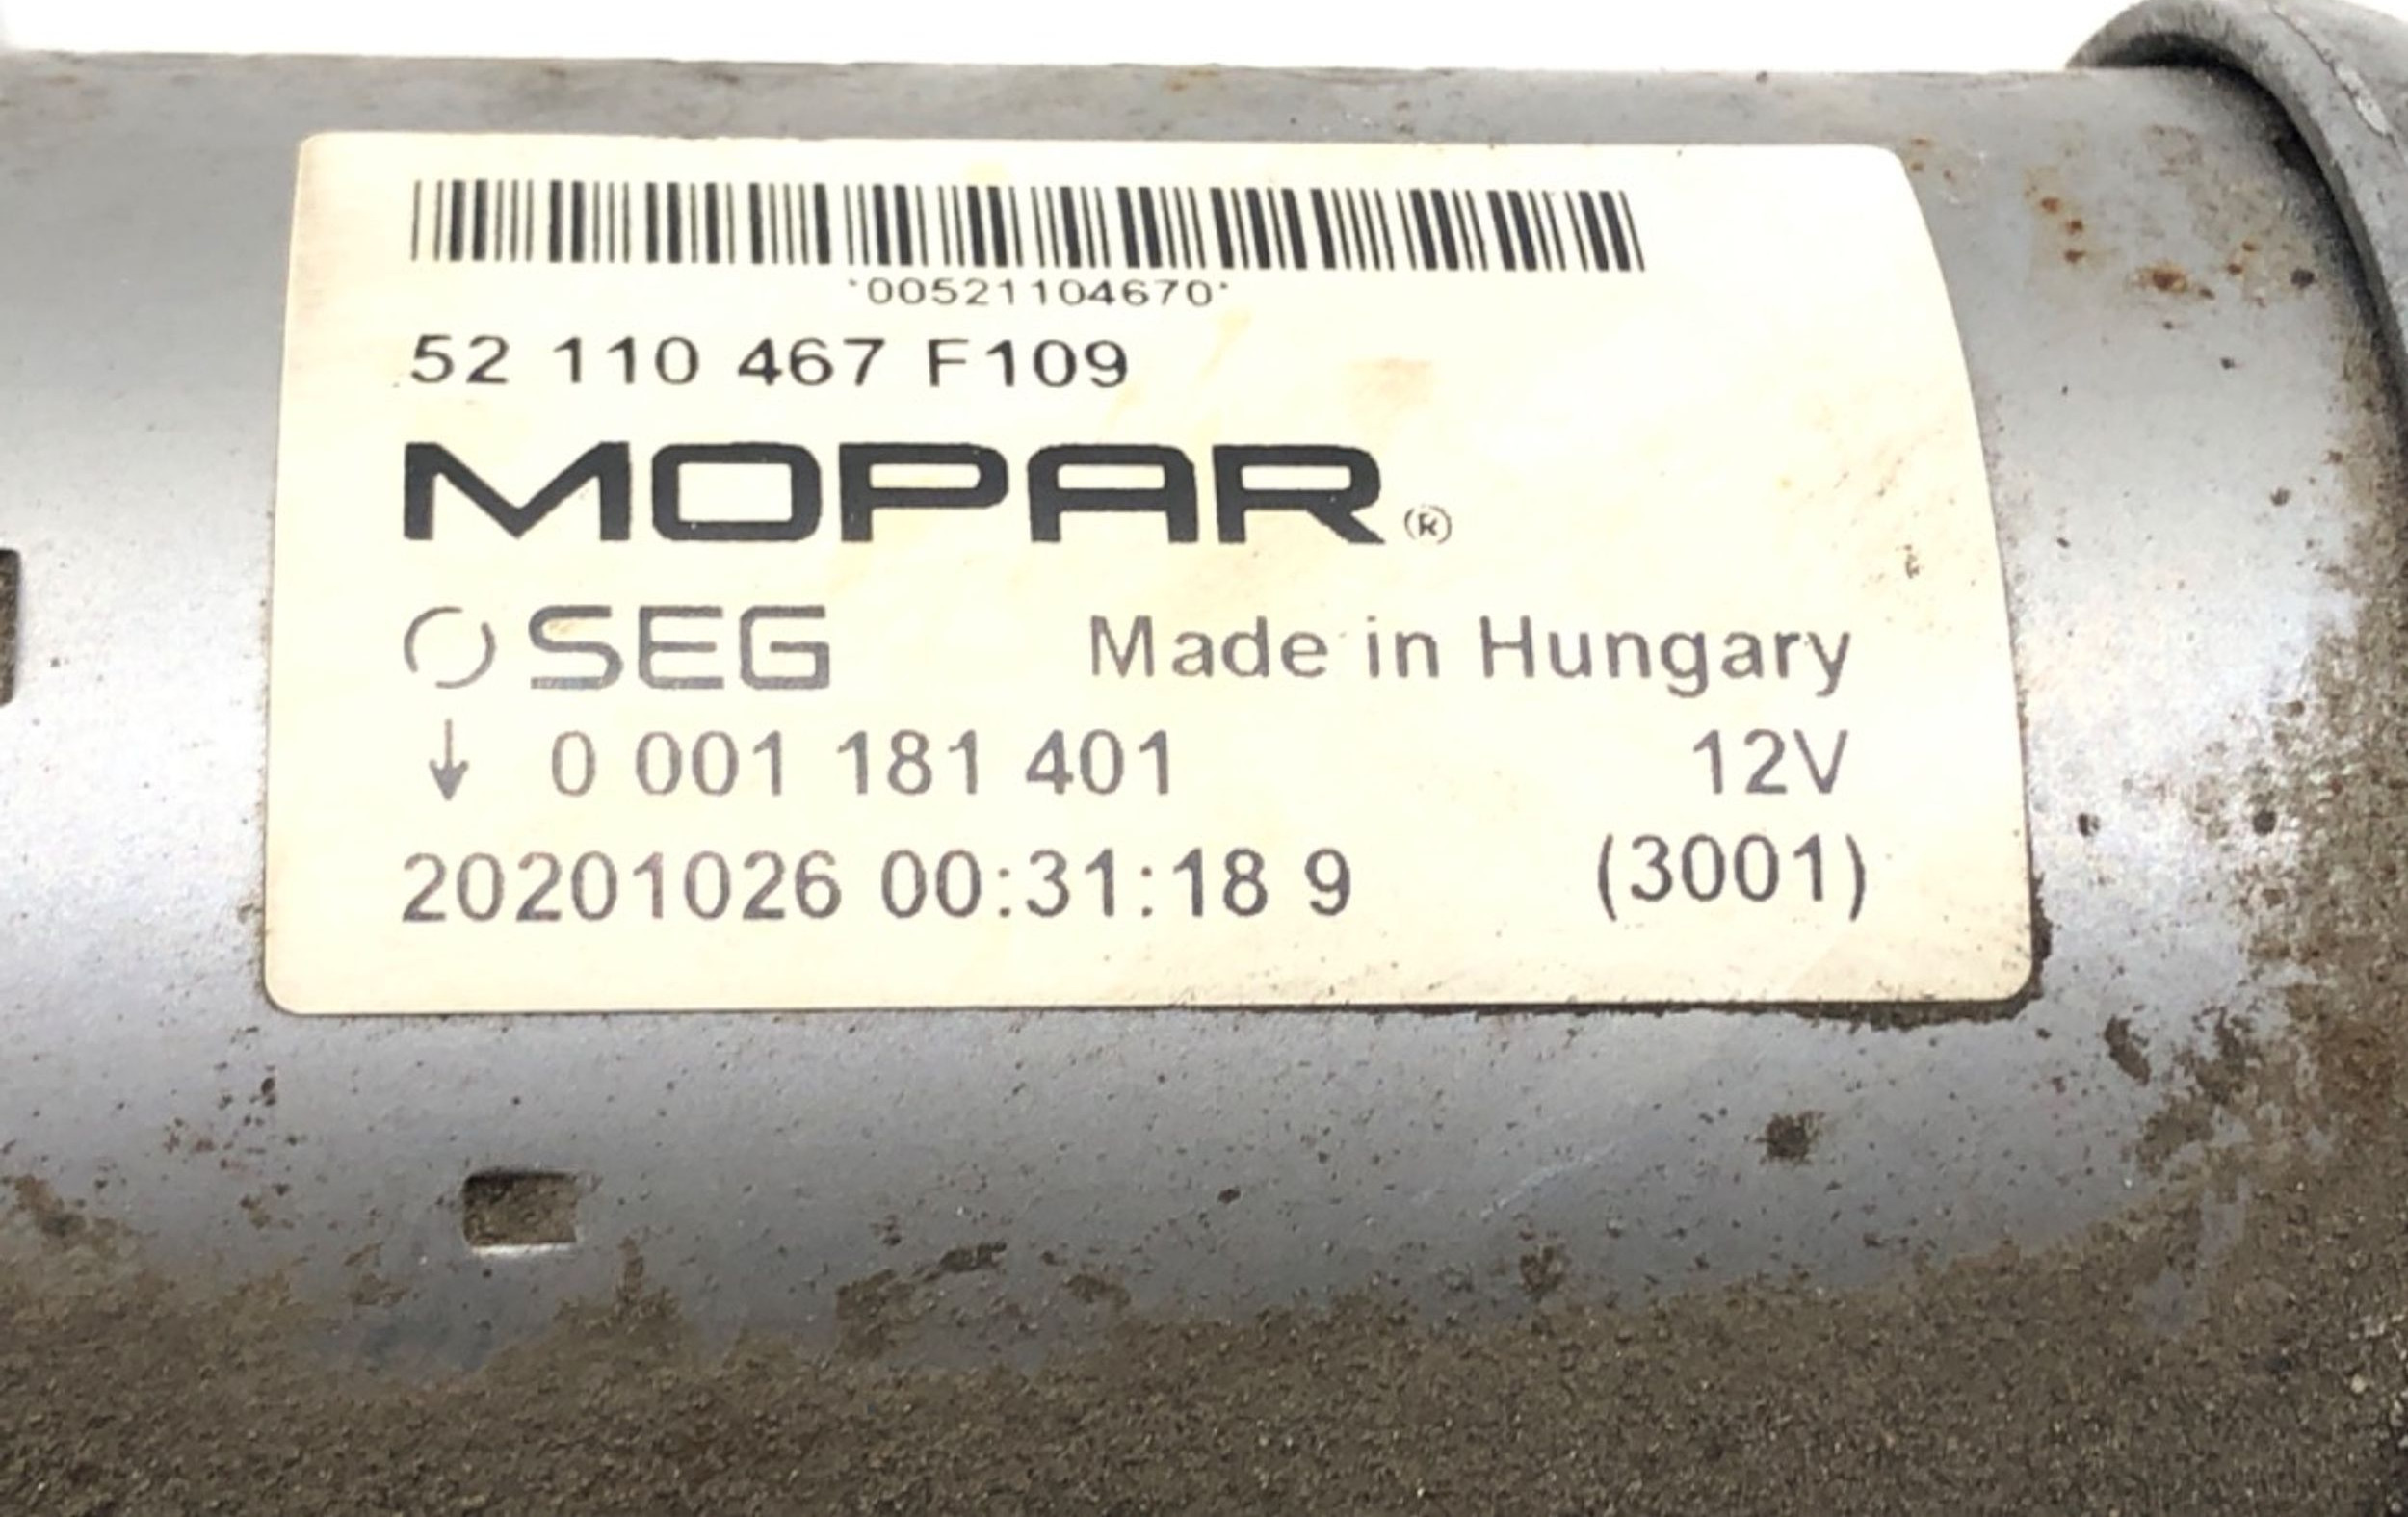 *00521104670*
52 110 467 F109
MOPAR®
SEG Made in Hungary
↓ 0 001 181 401 12V
20201026 00:31:18 9 (3001)